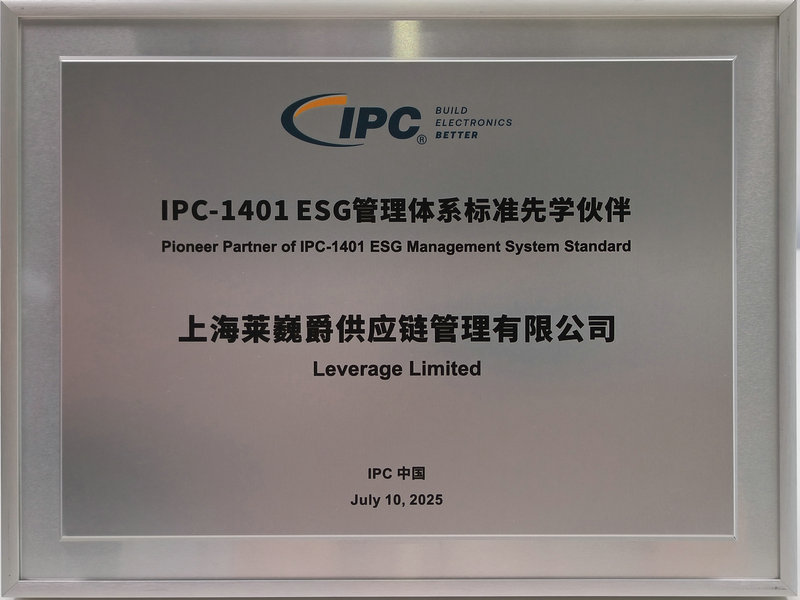 IPC® BUILD
ELECTRONICS
BETTER
IPC-1401 ESG管理体系标准先学伙伴
Pioneer Partner of IPC-1401 ESG Management System Standard
上海莱巍爵供应链管理有限公司
Leverage Limited
IPC 中国
July 10, 2025